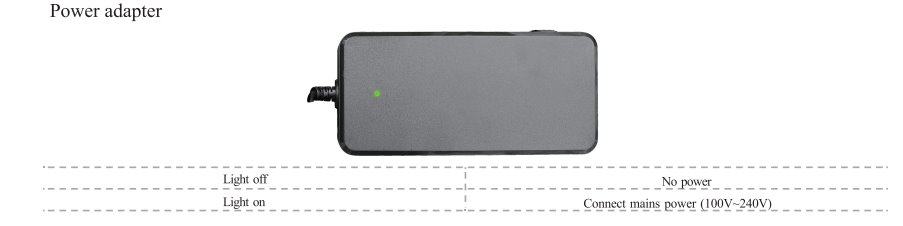 Power adapter
Light off
No power
Light on
Connect mains power (100V~240V)